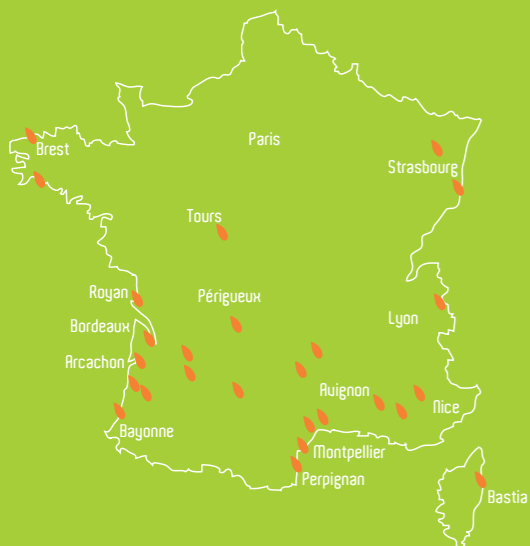 Paris
Brest
Strasbourg
Tours
Royan
Périgueux
Lyon
Bordeaux
Arcachon
Avignon
Nice
Bayonne
Montpellier
Perpignan
Bastia